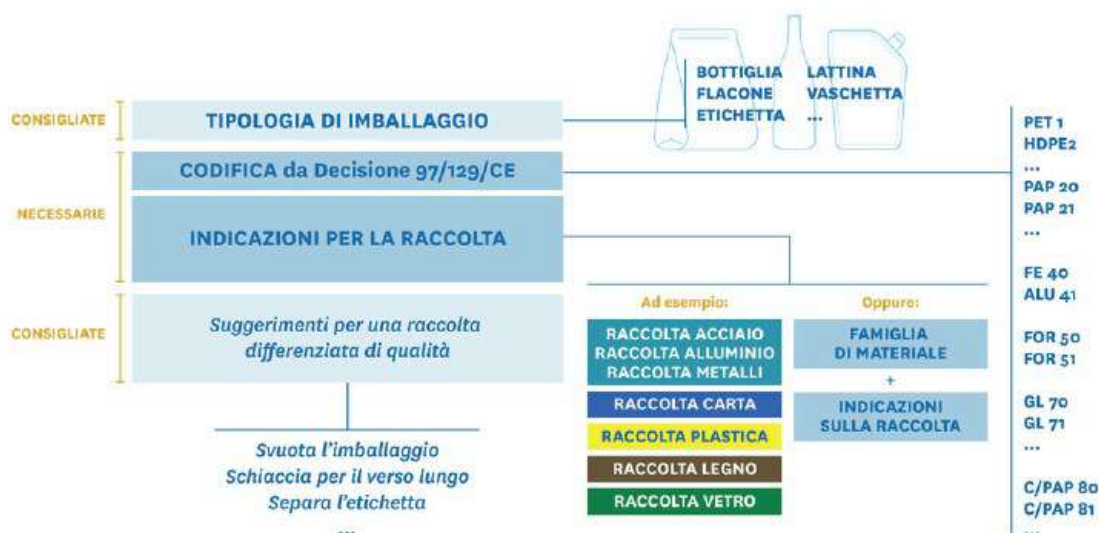 BOTTIGLIA LATTINA
FLACONE VASCHETTA
ETICHETTA ...
CONSIGLIATE
TIPOLOGIA DI IMBALLAGGIO
NECESSARIE
CODIFICA da Decisione 97/129/CE
INDICAZIONI PER LA RACCOLTA
CONSIGLIATE
Suggerimenti per una raccolta
differenziata di qualità
Svuota l'imballaggio
Schiaccia per il verso lungo
Separa l'etichetta
...
Ad esempio:
RACCOLTA ACCIAIO
RACCOLTA ALLUMINIO
RACCOLTA METALLI
RACCOLTA CARTA
RACCOLTA PLASTICA
RACCOLTA LEGNO
RACCOLTA VETRO
Oppure:
FAMIGLIA
DI MATERIALE
+
INDICAZIONI
SULLA RACCOLTA
PET 1
HDPE2
...
PAP 20
PAP 21
...
FE 40
ALU 41
FOR 50
FOR 51
GL 70
GL 71
...
C/PAP 80
C/PAP 81
...